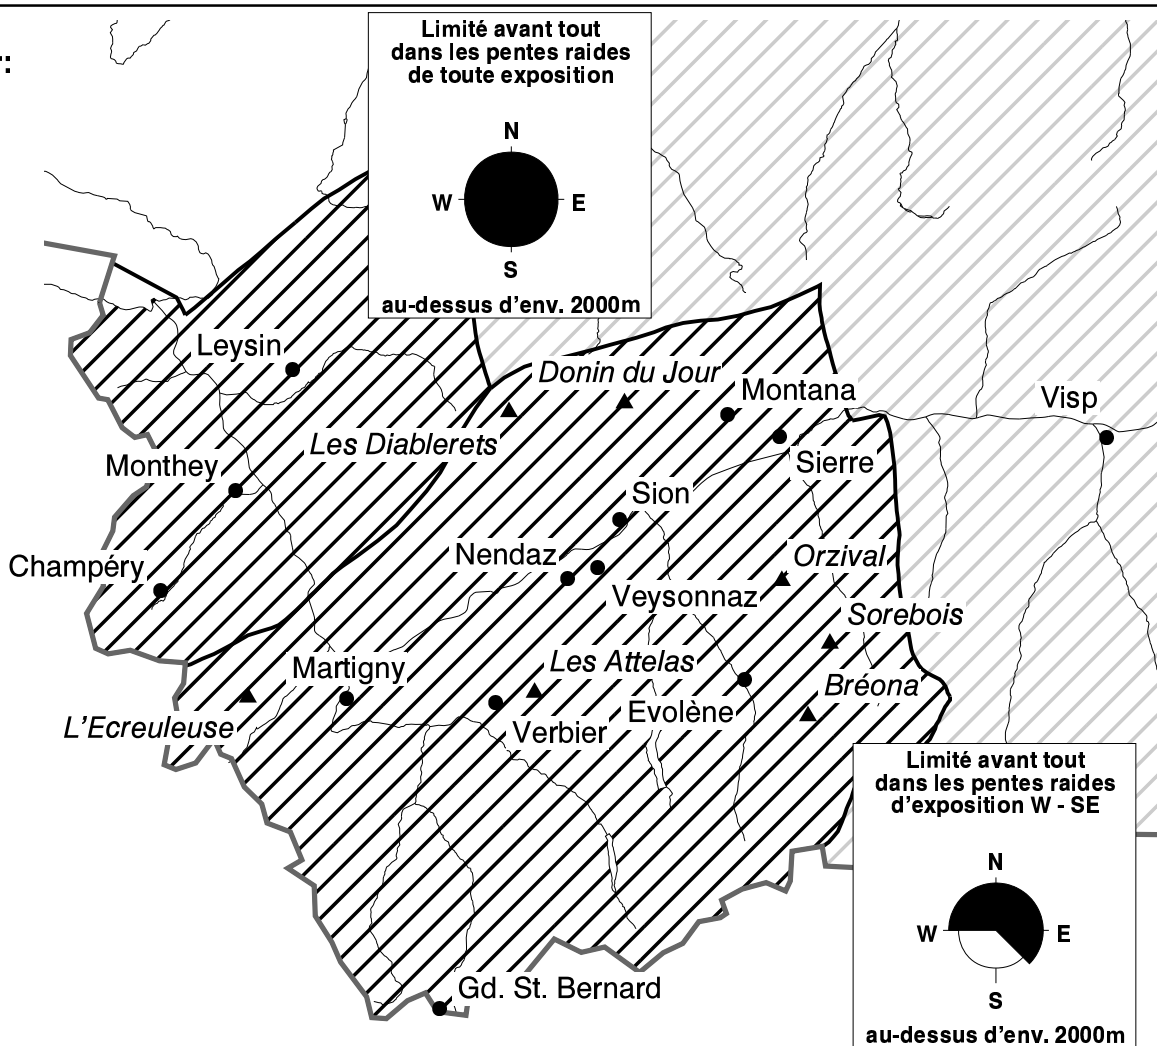 Limité avant tout
dans les pentes raides
de toute exposition
N
W
E
S
au-dessus d'env. 2000m
Leysin
Donin du Jour
Montana
Visp
Les Diablerets
Monthey
Sierre
Sion
Champéry
Nendaz
Orzival
Veysonnaz
Sorebois
Martigny
Les Attelas
Bréona
L'Ecreuleuse
Verbier
Evolène
Limité avant tout
dans les pentes raides
d'exposition W - SE
N
W
E
S
au-dessus d'env. 2000m
Gd. St. Bernard